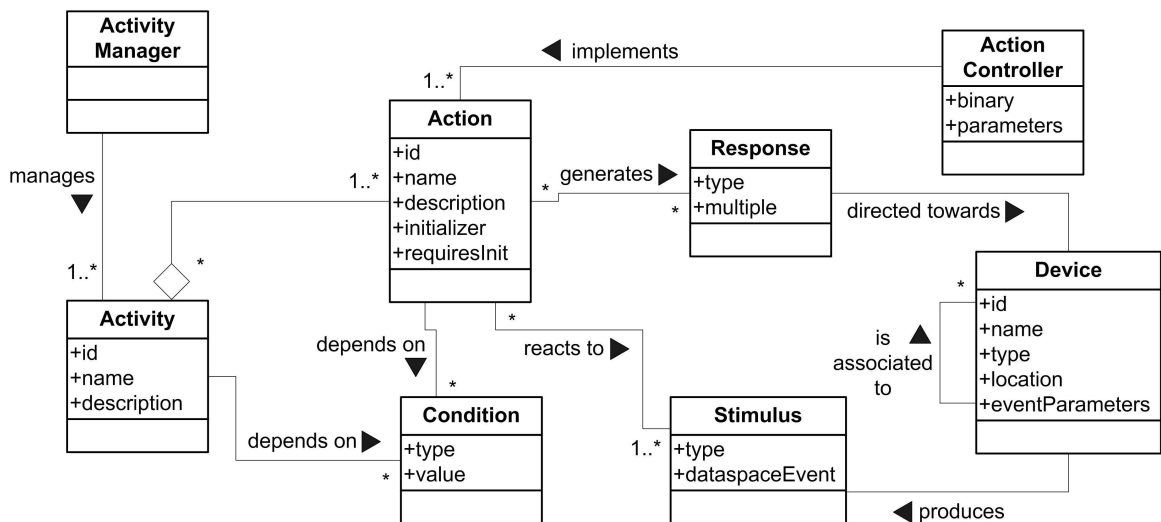 Activity
Manager
implements
Action
Controller
+binary
+parameters
1..*
Action
+id
+name
+description
+initializer
+requiresInit
manages
1..*
1..*
*
generates
*
*
Response
+type
+multiple
directed towards
Activity
+id
+name
+description
depends on
*
*
reacts to
Device
+id
+name
+type
+location
+eventParameters
*
is
associated
to
depends on
*
Condition
+type
+value
1..*
Stimulus
+type
+dataspaceEvent
produces